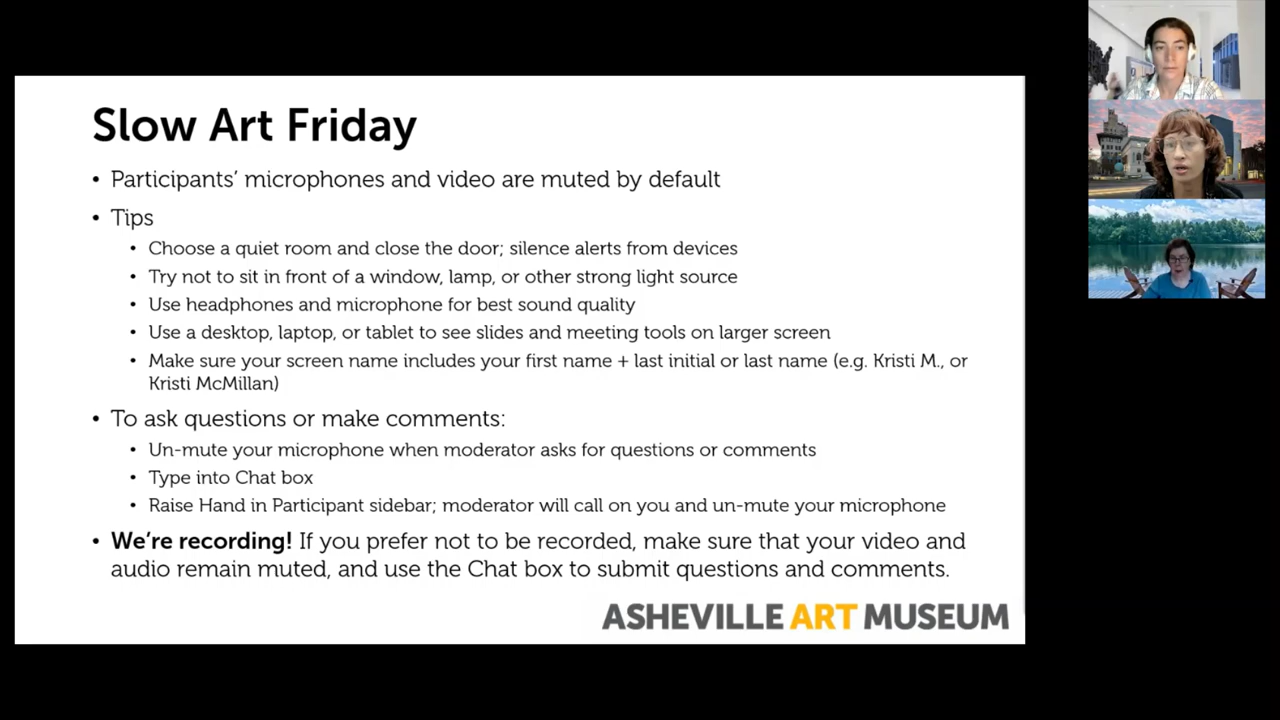 Slow Art Friday
• Participants’ microphones and video are muted by default
• Tips
• Choose a quiet room and close the door; silence alerts from devices
• Try not to sit in front of a window, lamp, or other strong light source
• Use headphones and microphone for best sound quality
• Use a desktop, laptop, or tablet to see slides and meeting tools on larger screen
• Make sure your screen name includes your first name + last initial or last name (e.g. Kristi M., or
Kristi McMillan)
• To ask questions or make comments:
• Un-mute your microphone when moderator asks for questions or comments
• Type into Chat box
• Raise Hand in Participant sidebar; moderator will call on you and un-mute your microphone
• We’re recording! If you prefer not to be recorded, make sure that your video and
audio remain muted, and use the Chat box to submit questions and comments.
ASHEVILLE ART MUSEUM